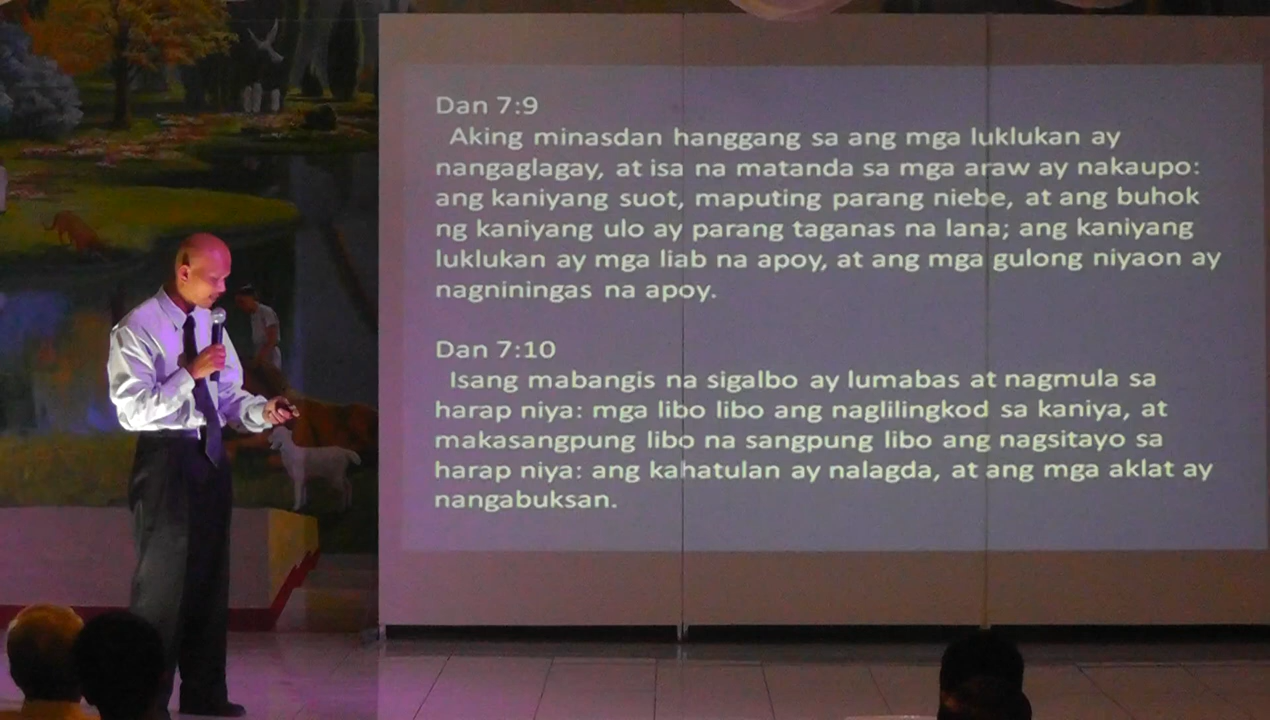 Dan 7:9
Aking minasdan hanggang sa ang mga luklukan ay
nangaglagay, at isa na matanda sa mga araw ay nakaupo:
ang kaniyang suot, maputing parang niebe, at ang buhok
ng kaniyang ulo ay parang taganas na lana; ang kaniyang
luklukan ay mga liab na apoy, at ang mga gulong niyaon ay
nagniningas na apoy.
Dan 7:10
Isang mabangis na sigalbo ay lumabas at nagmula sa
harap niya: mga libo libo ang naglilingkod sa kaniya, at
makasangpung libo na sangpung libo ang nagsitayo sa
harap niya: ang kahatulan ay nalagda, at ang mga aklat ay
nangabuksan.